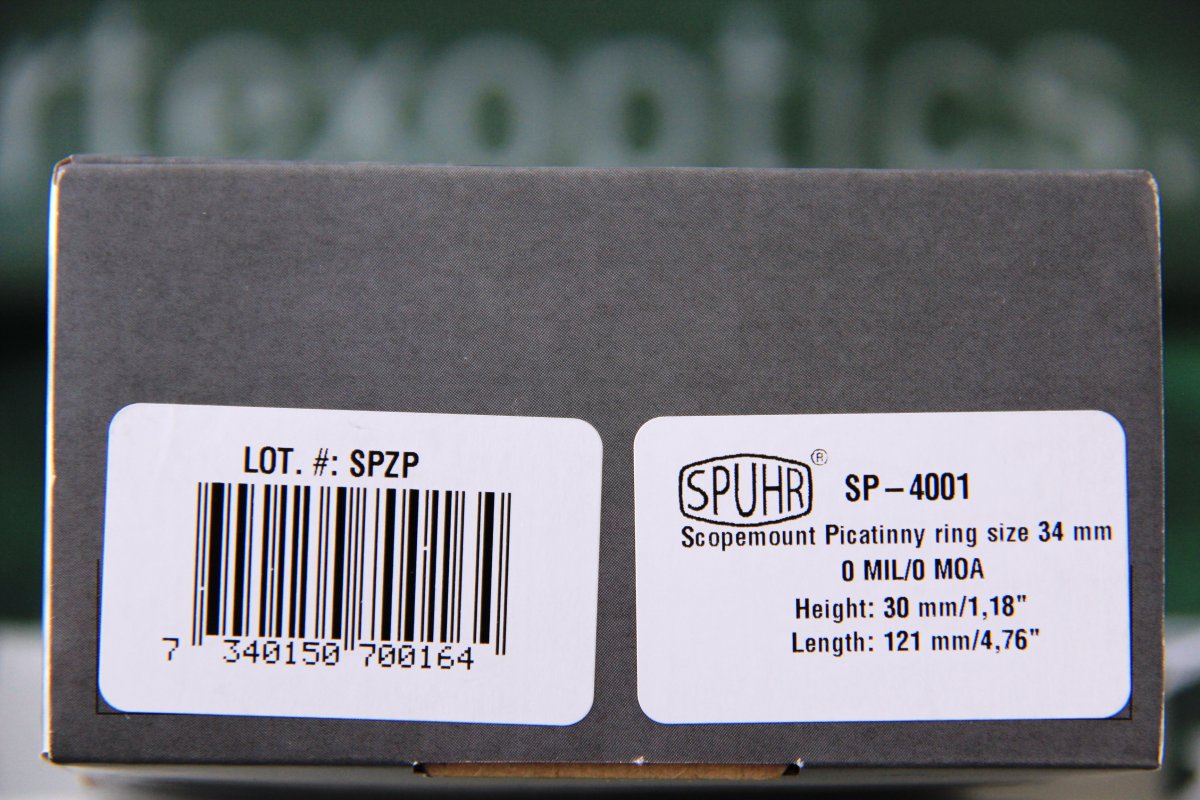 LOT. #: SPZP
7 340150 700164
SPUHR® SP-4001
Scopemount Picatinny ring size 34 mm
0 MIL/0 MOA
Height: 30 mm/1,18"
Length: 121 mm/4,76"